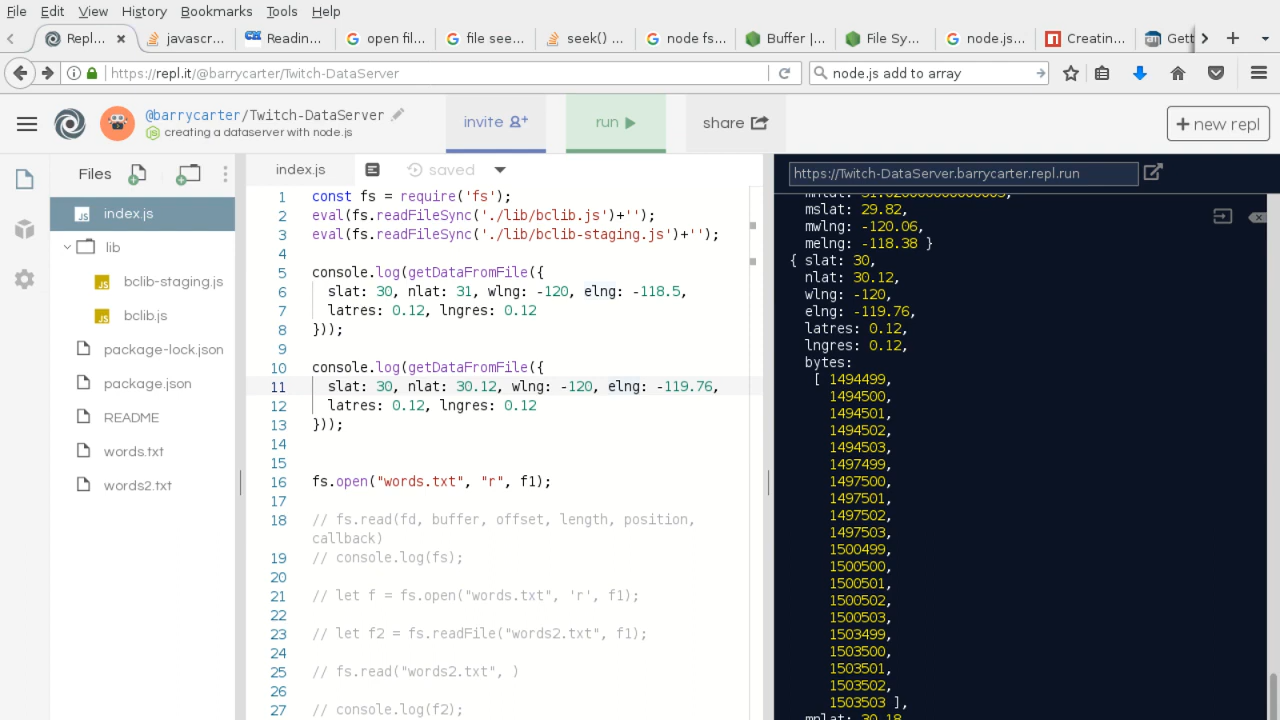 File Edit View History Bookmarks Tools Help
Repl... javascr... Readin... open fil... file see... seek() ... node fs... Buffer |... File Sy... node.js... Creatin... Gett
https://repl.it/@barrycarter/Twitch-DataServer
node.js add to array
@barrycarter/Twitch-DataServer
creating a dataserver with node.js
invite
run
share
+ new repl
Files
index.js
lib
bclib-staging.js
bclib.js
package-lock.json
package.json
README
words.txt
words2.txt
index.js
saved
1 const fs = require('fs');
2 eval(fs.readFileSync('./lib/bclib.js')+'');
3 eval(fs.readFileSync('./lib/bclib-staging.js')+'');
4
5 console.log(getDataFromFile({
6 slat: 30, nlat: 31, wlng: -120, elng: -118.5,
7 latres: 0.12, lngres: 0.12
8 }));
9
10 console.log(getDataFromFile({
11 slat: 30, nlat: 30.12, wlng: -120, elng: -119.76,
12 latres: 0.12, lngres: 0.12
13 }));
14
15
16 fs.open("words.txt", "r", f1);
17
18 // fs.read(fd, buffer, offset, length, position,
callback)
19 // console.log(fs);
20
21 // let f = fs.open("words.txt", 'r', f1);
22
23 // let f2 = fs.readFile("words2.txt", f1);
24
25 // fs.read("words2.txt", )
26
27 // console.log(f2);
https://Twitch-DataServer.barrycarter.repl.run
mslat: 29.82,
mwlng: -120.06,
melng: -118.38 }
{ slat: 30,
nlat: 30.12,
wlng: -120,
elng: -119.76,
latres: 0.12,
lngres: 0.12,
bytes:
[ 1494499,
1494500,
1494501,
1494502,
1494503,
1497499,
1497500,
1497501,
1497502,
1497503,
1500499,
1500500,
1500501,
1500502,
1500503,
1503499,
1503500,
1503501,
1503502,
1503503 ],
mnlat: 30.18